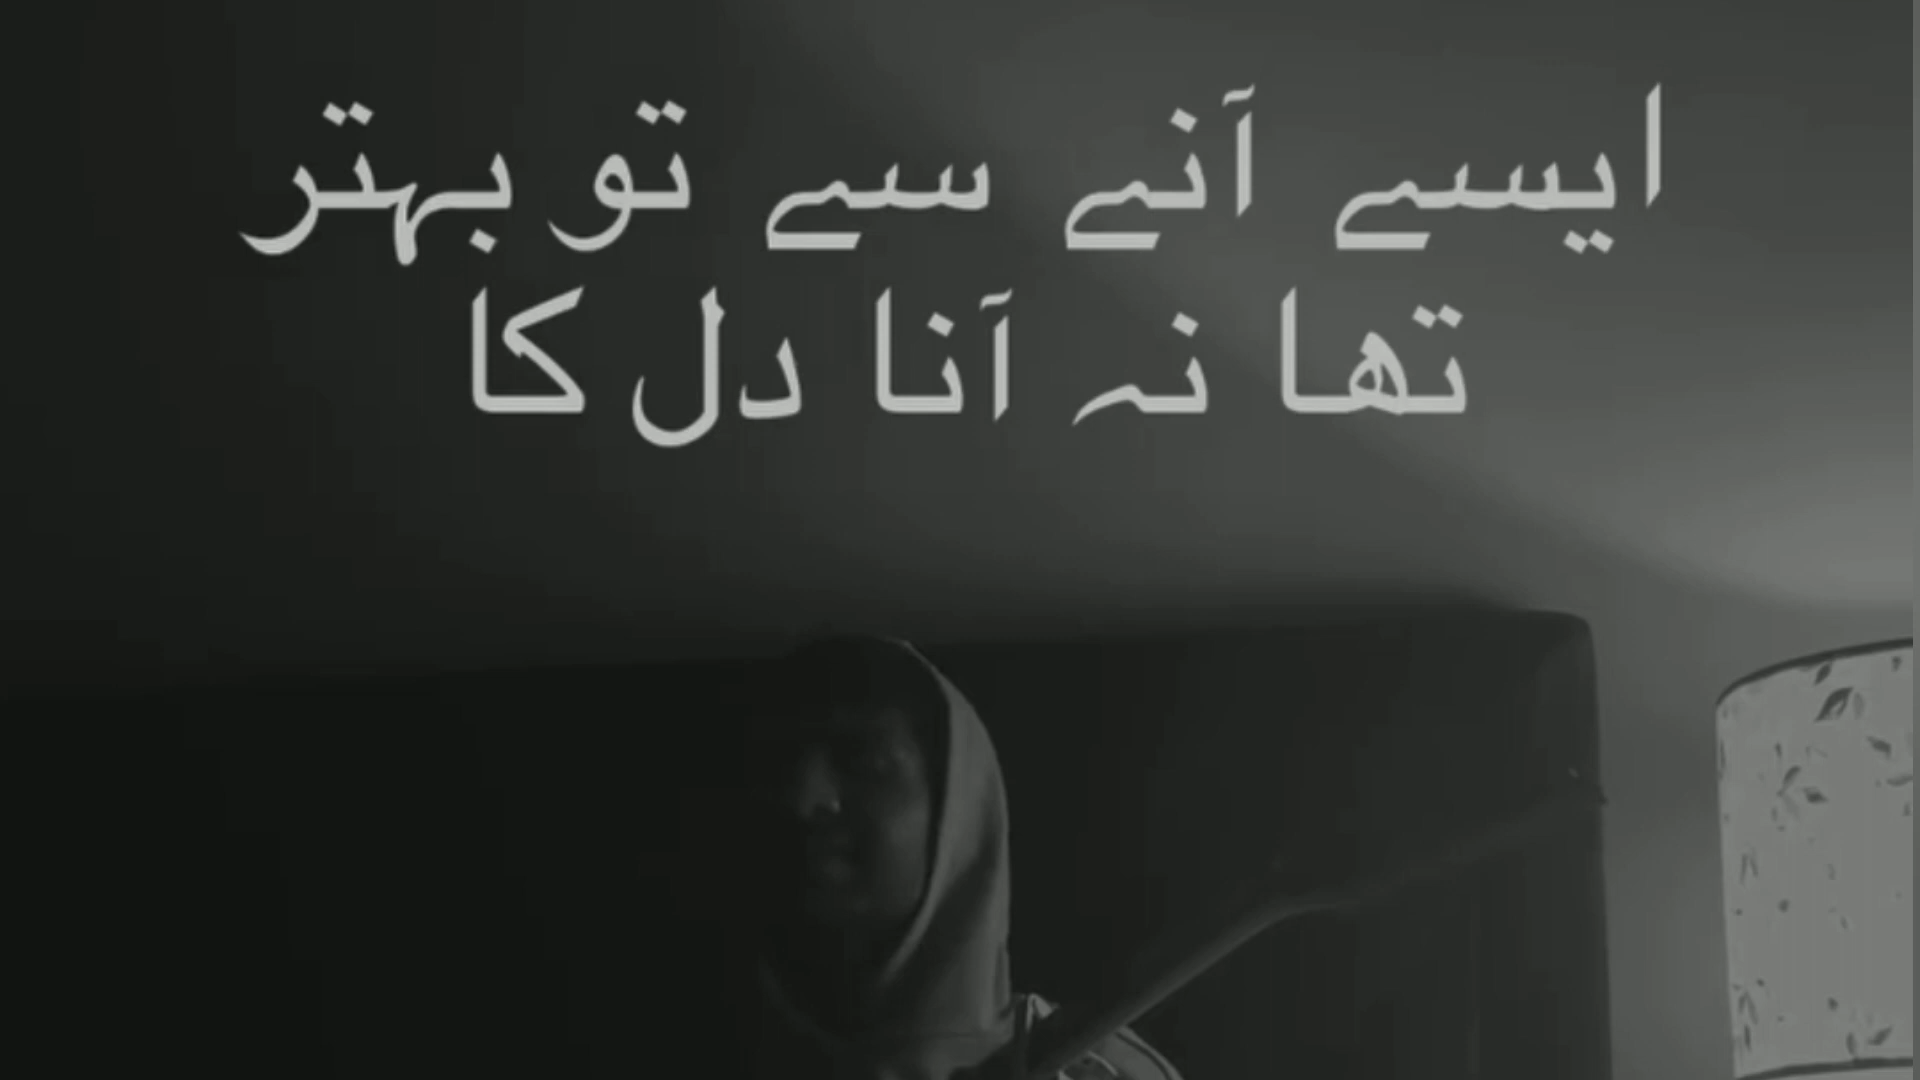 ایسے آنے سے تو بہتر
تھا نہ آنا دل کا